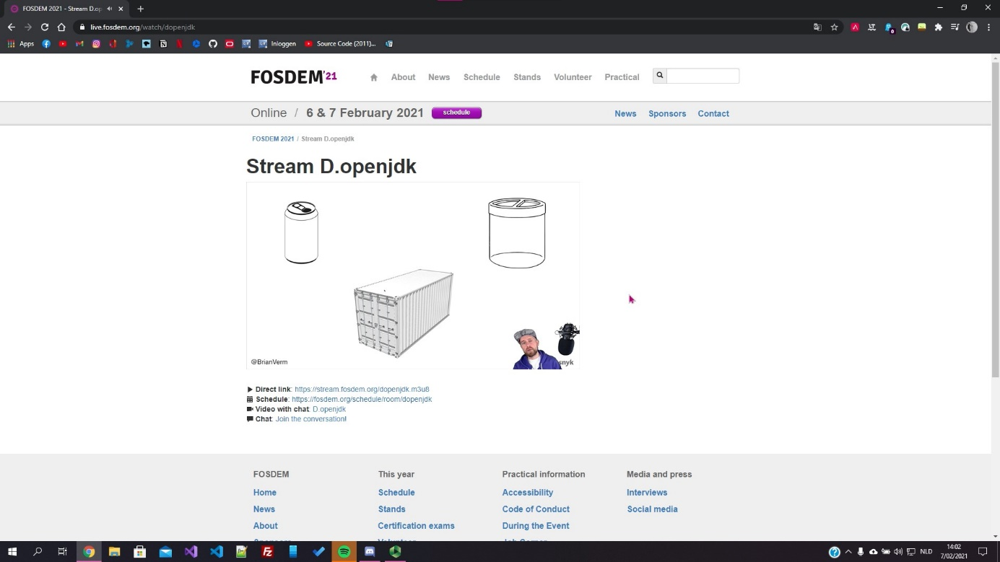 FOSDEM 2021 - Stream D.op
live.fosdem.org/watch/dopenjdk
Apps
Inloggen
Source Code (2011)...
FOSDEM'21
About
News
Schedule
Stands
Volunteer
Practical
Online / 6 & 7 February 2021
schedule
News
Sponsors
Contact
FOSDEM 2021 / Stream D.openjdk
Stream D.openjdk
@BrianVerm
snyk
Direct link: https://stream.fosdem.org/dopenjdk.m3u8
Schedule: https://fosdem.org/schedule/room/dopenjdk
Video with chat: D.openjdk
Chat: Join the conversation!
FOSDEM
Home
News
About
Sponsors
This year
Schedule
Stands
Certification exams
Volunteer
Practical information
Accessibility
Code of Conduct
During the Event
Job Corner
Media and press
Interviews
Social media
NLD
14:02
7/02/2021